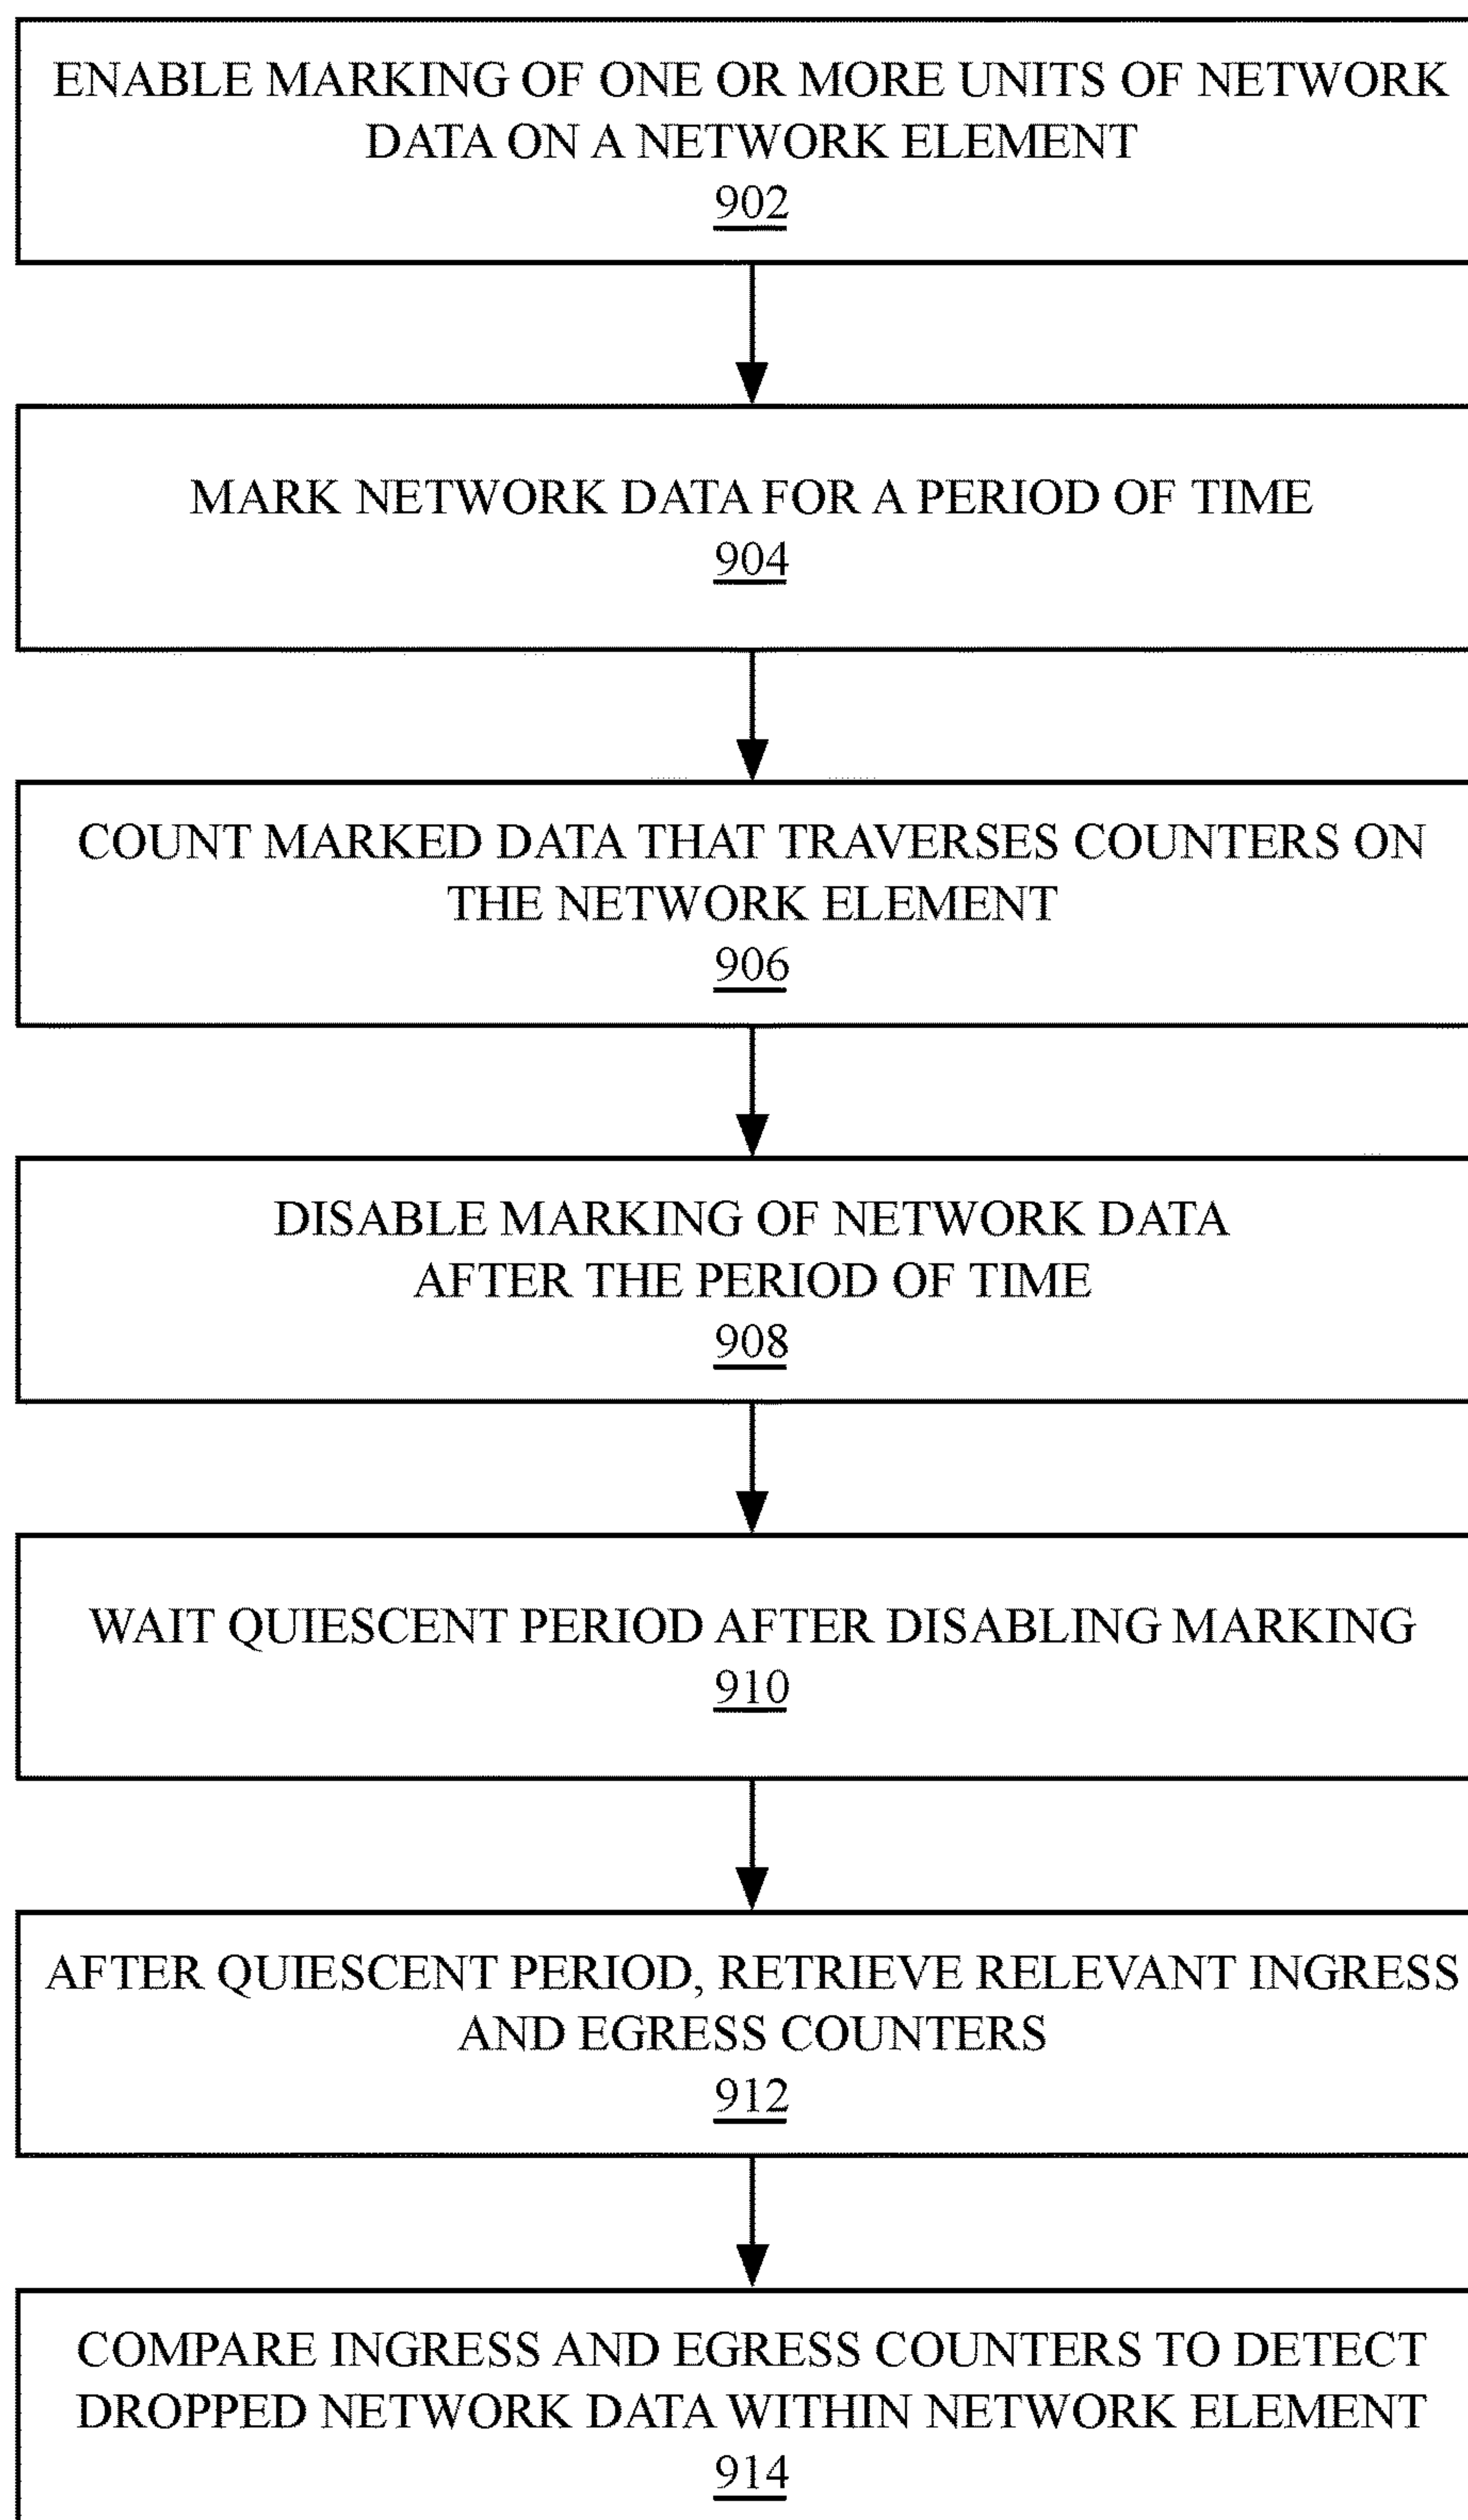 ENABLE MARKING OF ONE OR MORE UNITS OF NETWORK
DATA ON A NETWORK ELEMENT
902
MARK NETWORK DATA FOR A PERIOD OF TIME
904
COUNT MARKED DATA THAT TRAVERSES COUNTERS ON
THE NETWORK ELEMENT
906
DISABLE MARKING OF NETWORK DATA
AFTER THE PERIOD OF TIME
908
WAIT QUIESCENT PERIOD AFTER DISABLING MARKING
910
AFTER QUIESCENT PERIOD, RETRIEVE RELEVANT INGRESS
AND EGRESS COUNTERS
912
COMPARE INGRESS AND EGRESS COUNTERS TO DETECT
DROPPED NETWORK DATA WITHIN NETWORK ELEMENT
914